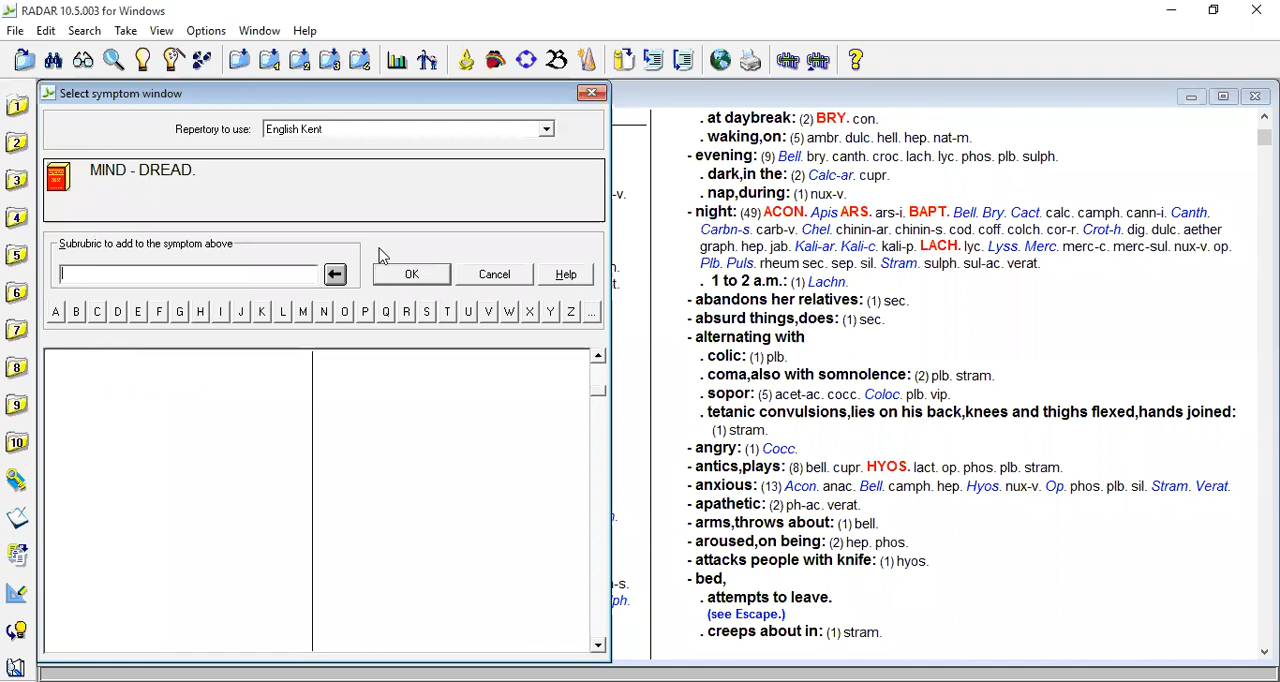 RADAR 10.5.003 for Windows
File Edit Search Take View Options Window Help
Select symptom window
Repertory to use: English Kent
MIND - DREAD.
Subrubric to add to the symptom above
OK Cancel Help
A B C D E F G H I J K L M N O P Q R S T U V W X Y Z ...
1
2
3
4
5
6
7
8
9
10
-v.
n.
t.
-s.
ph.
. at daybreak: (2) BRY. con.
. waking,on: (5) ambr. dulc. hell. hep. nat-m.
- evening: (9) Bell. bry. canth. croc. lach. lyc. phos. plb. sulph.
. dark,in the: (2) Calc-ar. cupr.
. nap,during: (1) nux-v.
- night: (49) ACON. Apis ARS. ars-i. BAPT. Bell. Bry. Cact. calc. camph. cann-i. Canth.
Carbn-s. carb-v. Chel. chinin-ar. chinin-s. cod. coff. colch. cor-r. Crot-h. dig. dulc. aether
graph. hep. jab. Kali-ar. Kali-c. kali-p. LACH. lyc. Lyss. Merc. merc-c. merc-sul. nux-v. op.
Plb. Puls. rheum sec. sep. sil. Stram. sulph. sul-ac. verat.
. 1 to 2 a.m.: (1) Lachn.
- abandons her relatives: (1) sec.
- absurd things,does: (1) sec.
- alternating with
. colic: (1) plb.
. coma,also with somnolence: (2) plb. stram.
. sopor: (5) acet-ac. cocc. Coloc. plb. vip.
. tetanic convulsions,lies on his back,knees and thighs flexed,hands joined:
(1) stram.
- angry: (1) Cocc.
- antics,plays: (8) bell. cupr. HYOS. lact. op. phos. plb. stram.
- anxious: (13) Acon. anac. Bell. camph. hep. Hyos. nux-v. Op. phos. plb. sil. Stram. Verat.
- apathetic: (2) ph-ac. verat.
- arms,throws about: (1) bell.
- aroused,on being: (2) hep. phos.
- attacks people with knife: (1) hyos.
- bed,
. attempts to leave.
(see Escape.)
. creeps about in: (1) stram.